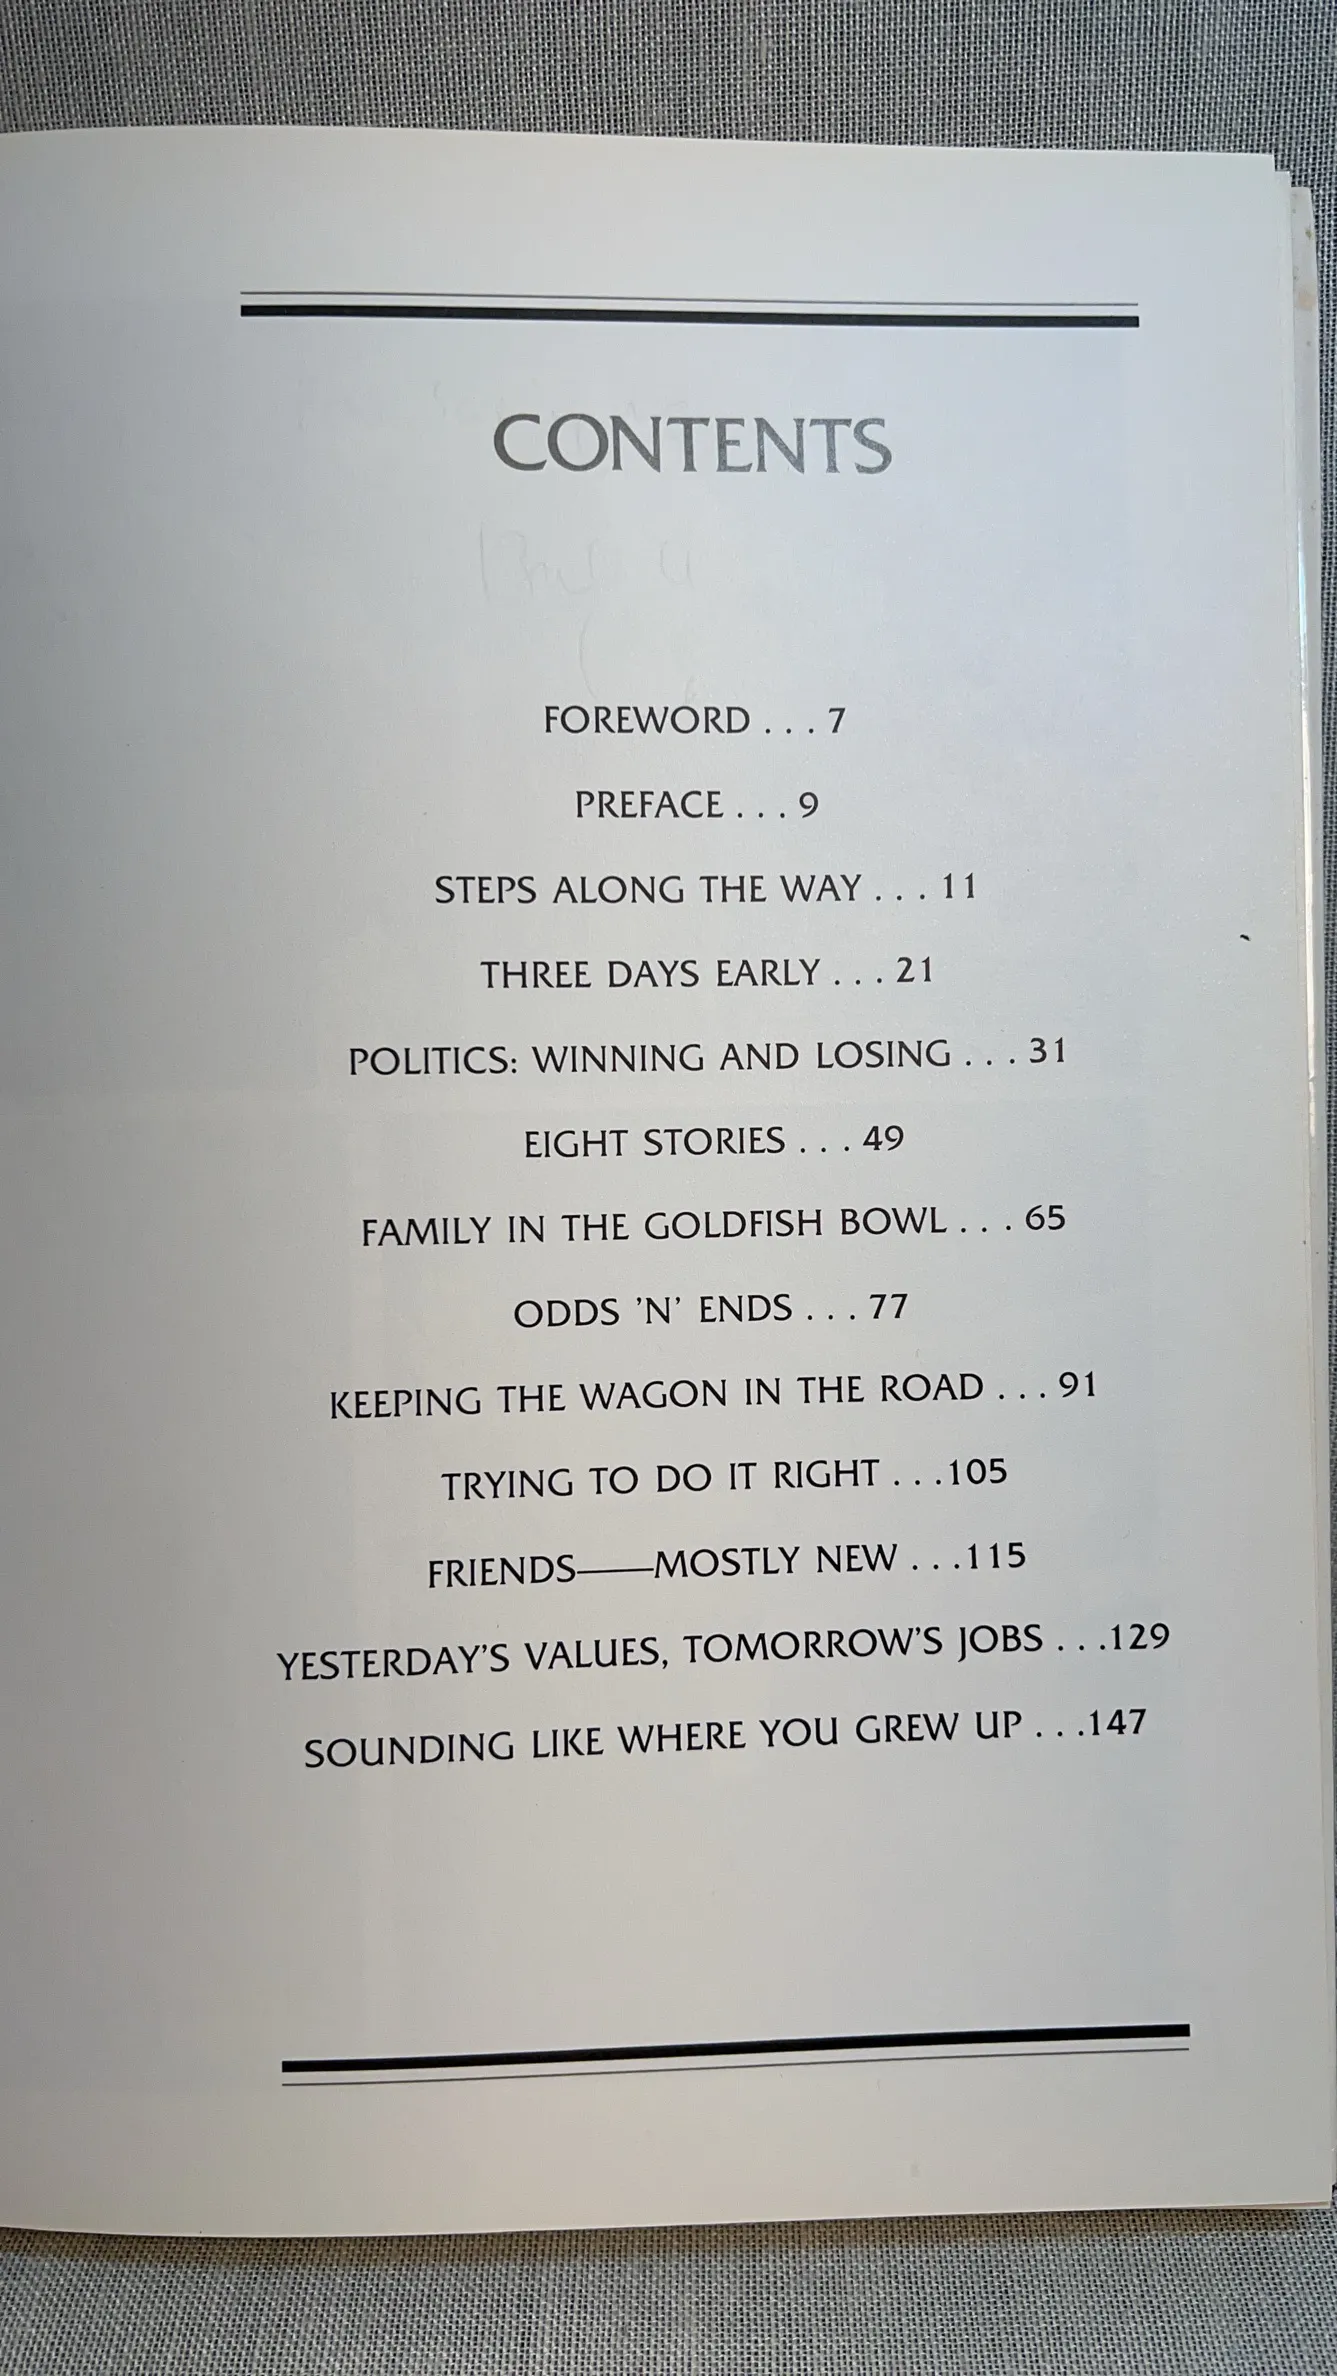 CONTENTS
FOREWORD . . . 7
PREFACE . . . 9
STEPS ALONG THE WAY . . . 11
THREE DAYS EARLY . . . 21
POLITICS: WINNING AND LOSING . . . 31
EIGHT STORIES . . . 49
FAMILY IN THE GOLDFISH BOWL . . . 65
ODDS 'N' ENDS . . . 77
KEEPING THE WAGON IN THE ROAD . . . 91
TRYING TO DO IT RIGHT . . .105
FRIENDS——MOSTLY NEW . . .115
YESTERDAY'S VALUES, TOMORROW'S JOBS . . .129
SOUNDING LIKE WHERE YOU GREW UP . . .147